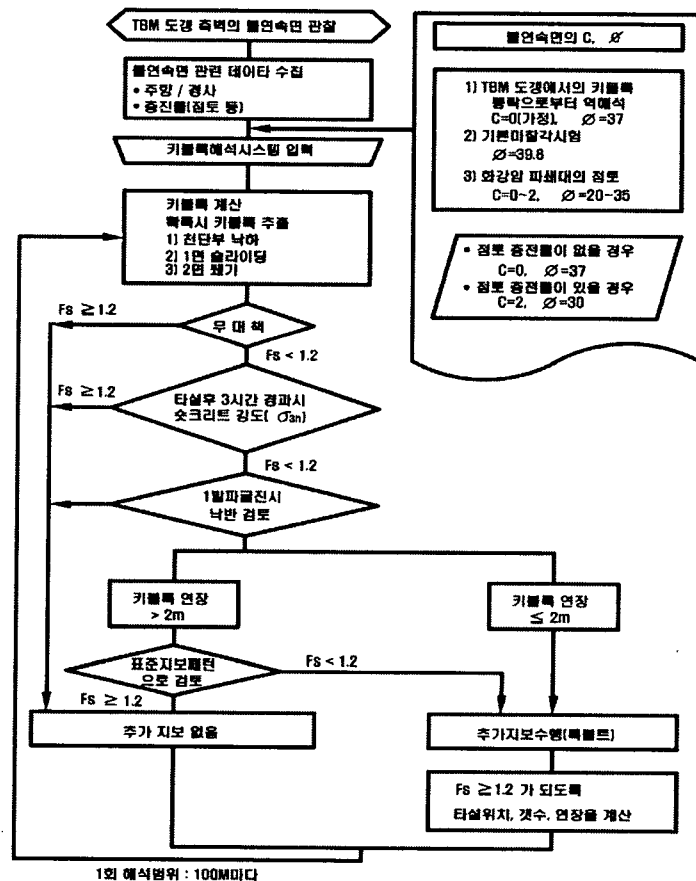 TBM 도갱 측벽의 불연속면 관찰
불연속면 관련 데이타 수집
• 주향 / 경사
• 충진물(점토 등)
키블록해석시스템 입력
키블록 계산
확폭시 키블록 추출
1) 천단부 낙하
2) 1면 슬라이딩
3) 2면 쐐기
불연속면의 C, ∅
1) TBM 도갱에서의 키블록
붕락으로부터 역해석
C=0(가정), ∅=37
2) 기본마찰각시험
∅=39.8
3) 화강암 파쇄대의 점토
C=0~2, ∅=20~35
• 점토 충전물이 없을 경우
C=0, ∅=37
• 점토 충전물이 있을 경우
C=2, ∅=30
Fs ≥ 1.2
무 대 책
Fs < 1.2
Fs ≥ 1.2
타설후 3시간 경과시
숏크리트 강도( σ3h)
Fs < 1.2
1발파굴진시
낙반 검토
키블록 연장
> 2m
키블록 연장
≤ 2m
표준지보패턴
으로 검토
Fs < 1.2
Fs ≥ 1.2
추가 지보 없음
추가지보수행(록볼트)
Fs ≥1.2 가 되도록
타설위치, 갯수, 연장을 계산
1회 해석범위 : 100M마다